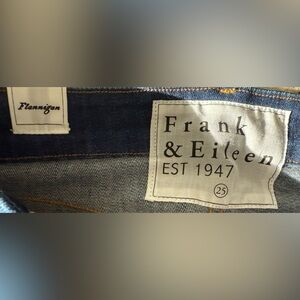 Flannigan
Frank
& Eileen
EST 1947
25